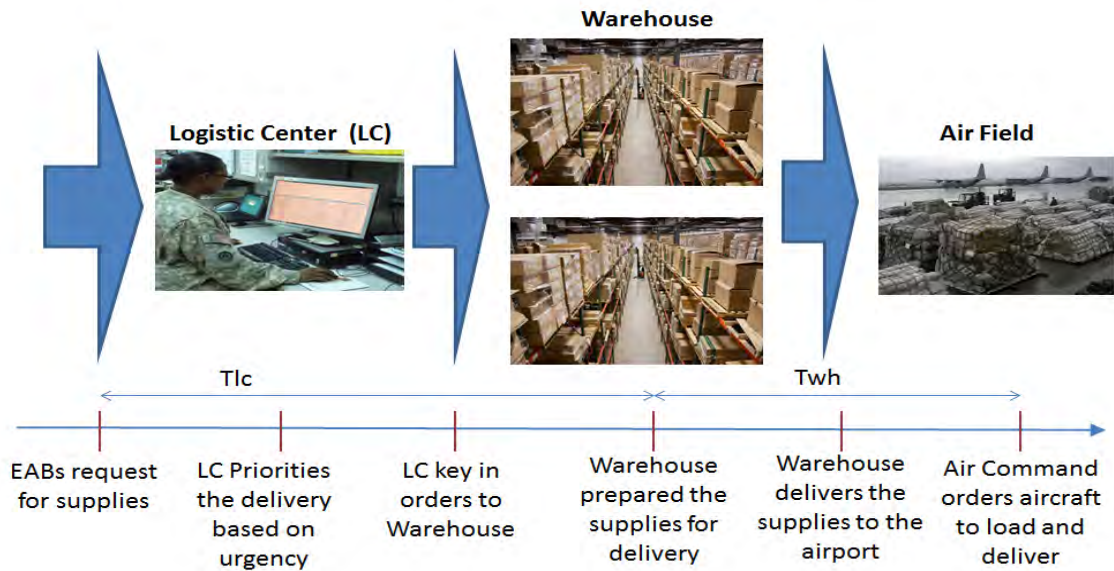 Warehouse
Logistic Center (LC)
Air Field
Tlc
Twh
EABs request
for supplies
LC Priorities
the delivery
based on
urgency
LC key in
orders to
Warehouse
Warehouse
prepared the
supplies for
delivery
Warehouse
delivers the
supplies to the
airport
Air Command
orders aircraft
to load and
deliver